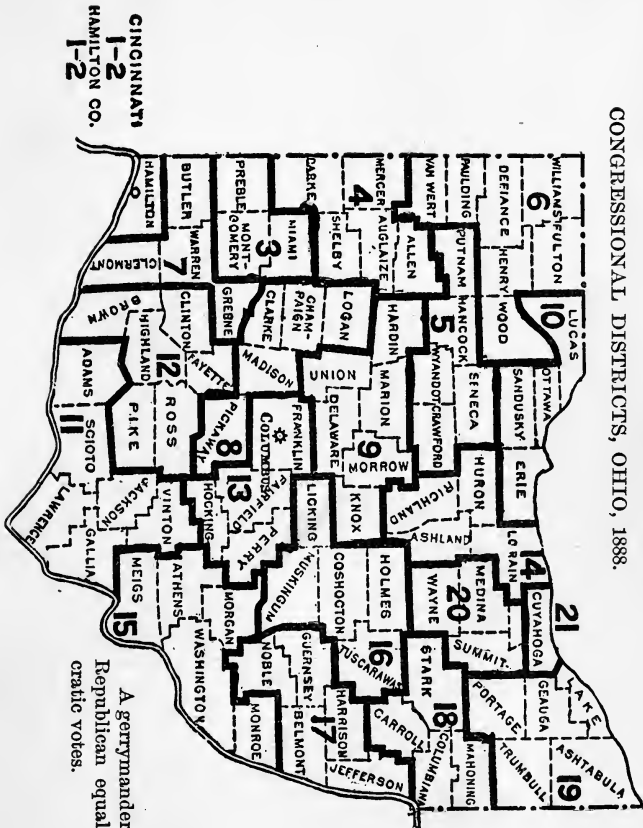 CONGRESSIONAL DISTRICTS, OHIO, 1888.
CINCINNATI
1-2
HAMILTON CO.
1-2
WILLIAMS
FULTON
6
LUCAS
10
OTTAWA
DEFIANCE
HENRY
WOOD
SANDUSKY
ERIE
PAULDING
PUTNAM
HANCOCK
SENECA
HURON
LORAIN
14
CUYAHOGA
21
LAKE
GEAUGA
ASHTABULA
19
VAN WERT
ALLEN
5
WYANDOT
CRAWFORD
RICHLAND
ASHLAND
MEDINA
20
SUMMIT
PORTAGE
TRUMBULL
MERCER
4
AUGLAIZE
HARDIN
MARION
MORROW
9
WAYNE
STARK
18
MAHONING
COLUMBIANA
DARKE
SHELBY
LOGAN
UNION
DELAWARE
KNOX
HOLMES
16
TUSCARAWAS
CARROLL
MIAMI
CHAM-
PAIGN
CLARKE
MADISON
FRANKLIN
COLUMBUS
LICKING
COSHOCTON
HARRISON
17
JEFFERSON
PREBLE
3
MONT-
GOMERY
GREENE
FAYETTE
PICKAWAY
8
13
FAIRFIELD
PERRY
MUSKINGUM
GUERNSEY
BELMONT
BUTLER
WARREN
7
CLINTON
ROSS
HOCKING
MORGAN
NOBLE
MONROE
HAMILTON
CLERMONT
BROWN
HIGHLAND
12
PIKE
VINTON
ATHENS
WASHINGTON
ADAMS
11
SCIOTO
JACKSON
MEIGS
15
LAWRENCE
GALLIA
A gerrymander
Republican equal
cratic votes.